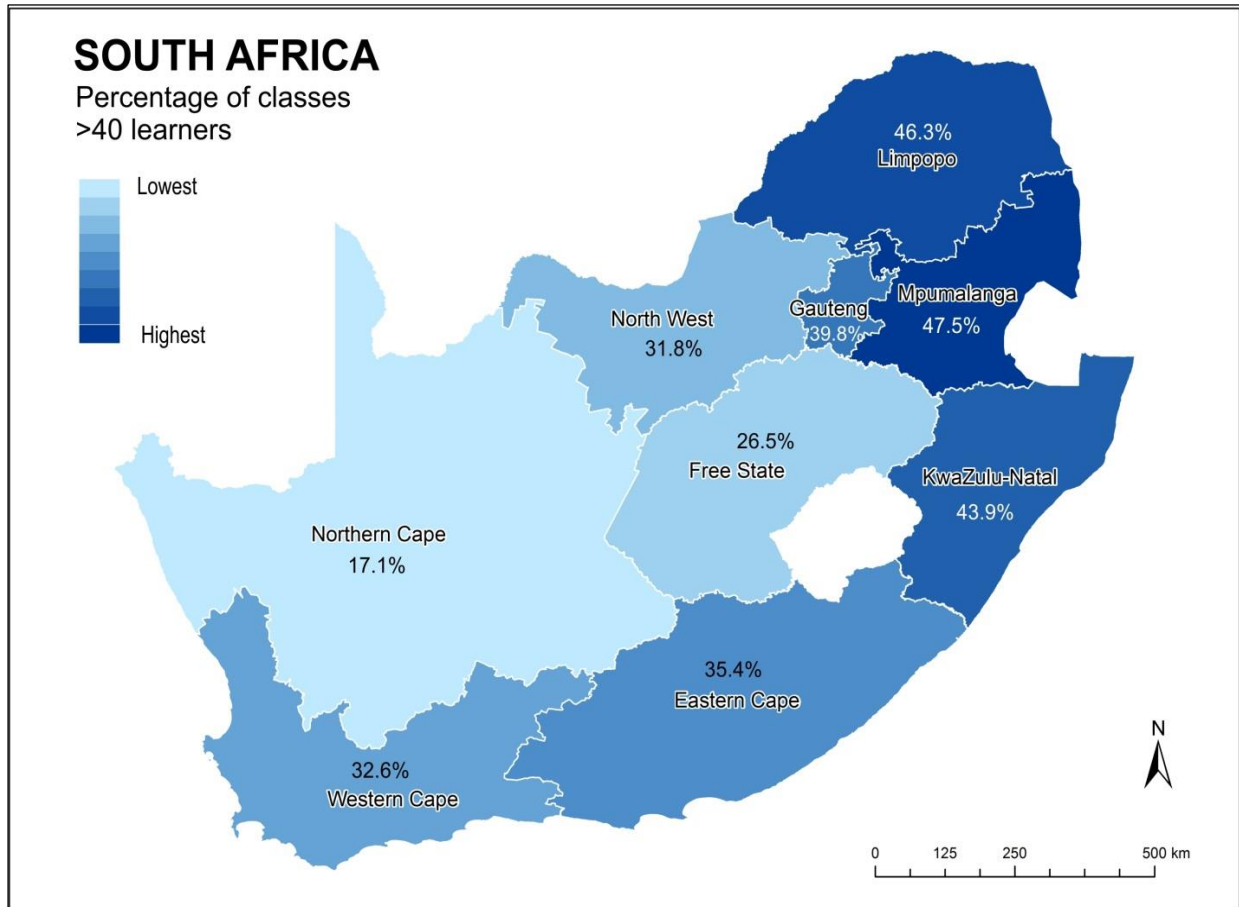 SOUTH AFRICA
Percentage of classes
>40 learners
Lowest
Highest
46.3%
Limpopo
Mpumalanga
47.5%
Gauteng
39.8%
North West
31.8%
26.5%
Free State
KwaZulu-Natal
43.9%
Northern Cape
17.1%
35.4%
Eastern Cape
32.6%
Western Cape
N
0 125 250 500 km